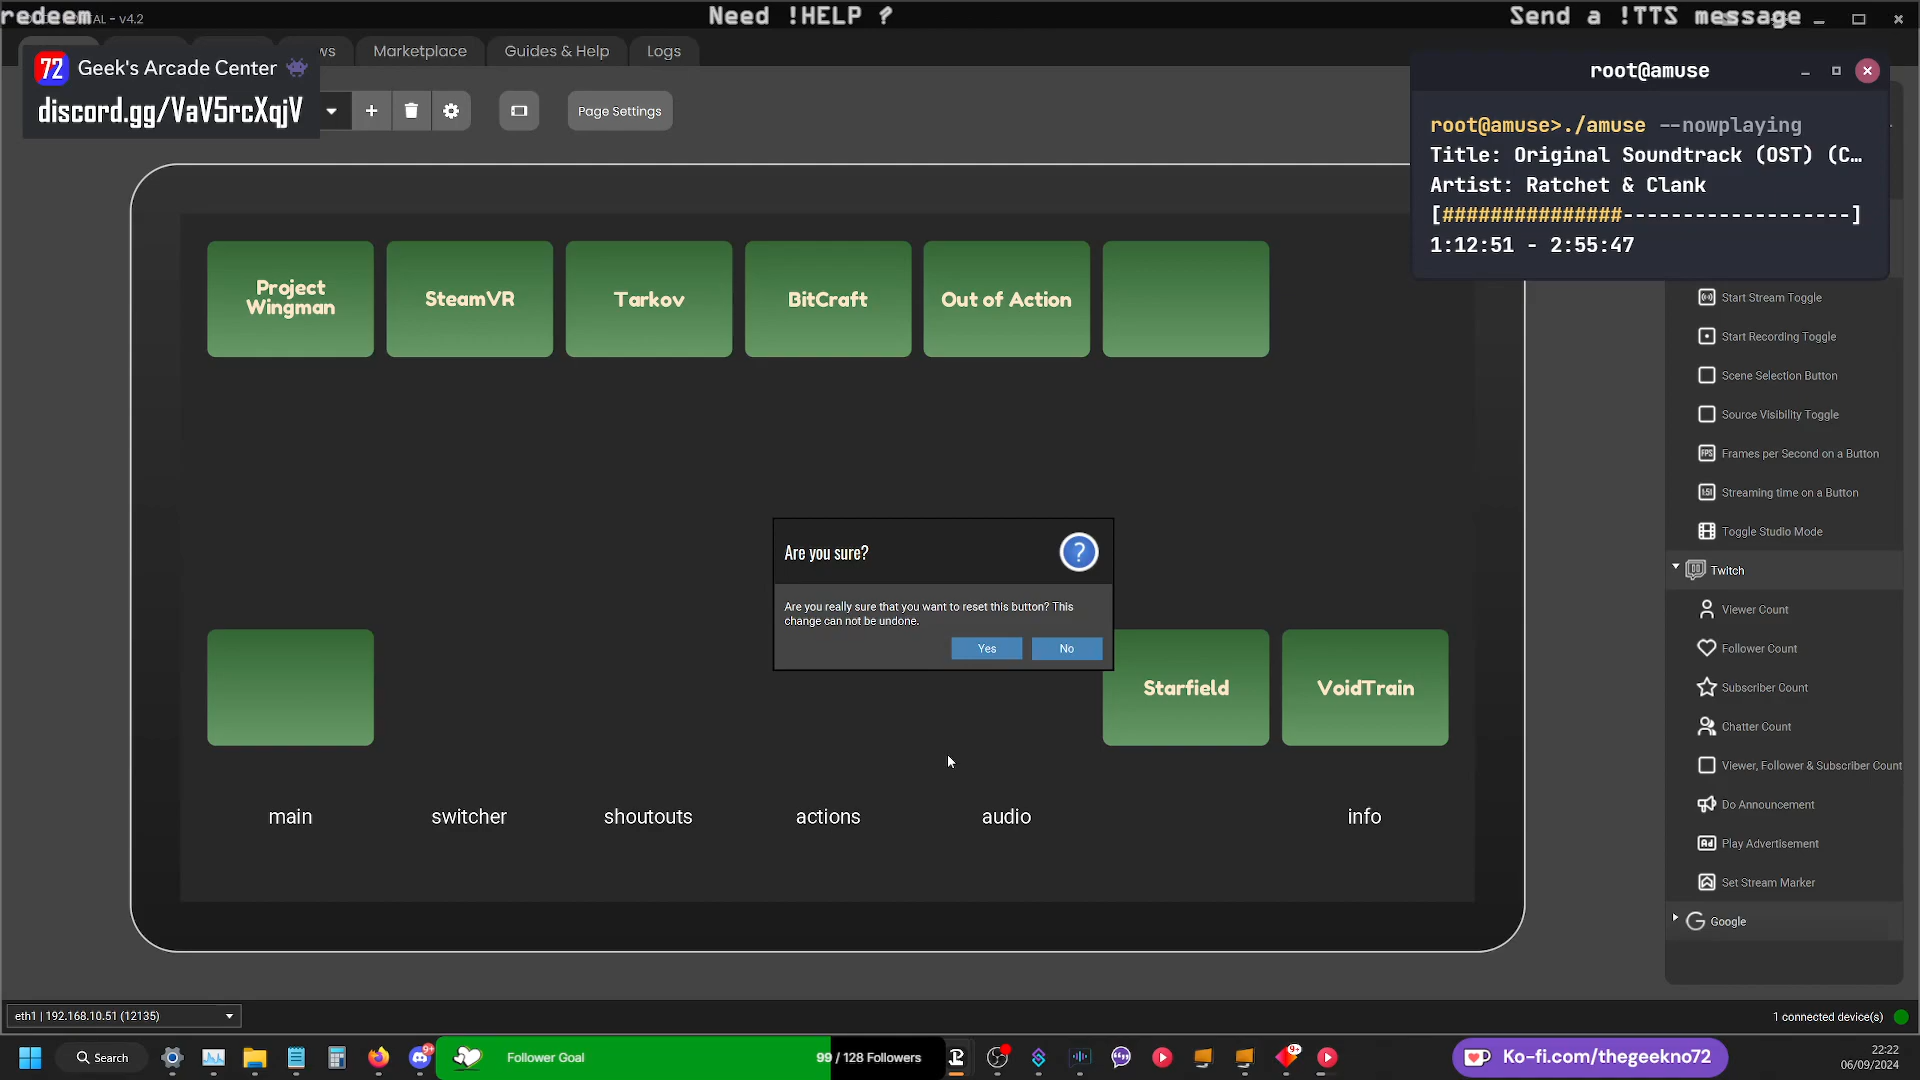 redeem
Need !HELP ?
Send a !TTS message
TAL - v4.2
ws
Marketplace
Guides & Help
Logs
72
Geek's Arcade Center
discord.gg/VaV5rcXqjV
Page Settings
root@amuse
root@amuse>./amuse --nowplaying
Title: Original Soundtrack (OST) (C…
Artist: Ratchet & Clank
[###############-------------------]
1:12:51 - 2:55:47
Project
Wingman
SteamVR
Tarkov
BitCraft
Out of Action
Start Stream Toggle
Start Recording Toggle
Scene Selection Button
Source Visibility Toggle
FPS
Frames per Second on a Button
Streaming time on a Button
Toggle Studio Mode
Twitch
Viewer Count
Follower Count
Subscriber Count
Chatter Count
Viewer, Follower & Subscriber Count
Do Announcement
Ad
Play Advertisement
Set Stream Marker
Google
Are you sure?
?
Are you really sure that you want to reset this button? This
change can not be undone.
Yes
No
Starfield
VoidTrain
main
switcher
shoutouts
actions
audio
info
eth1 | 192.168.10.51 (12135)
1 connected device(s)
Search
9+
Follower Goal
99 / 128 Followers
9+
Ko-fi.com/thegeekno72
22:22
06/09/2024